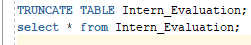 TRUNCATE TABLE Intern_Evaluation;
select * from Intern_Evaluation;